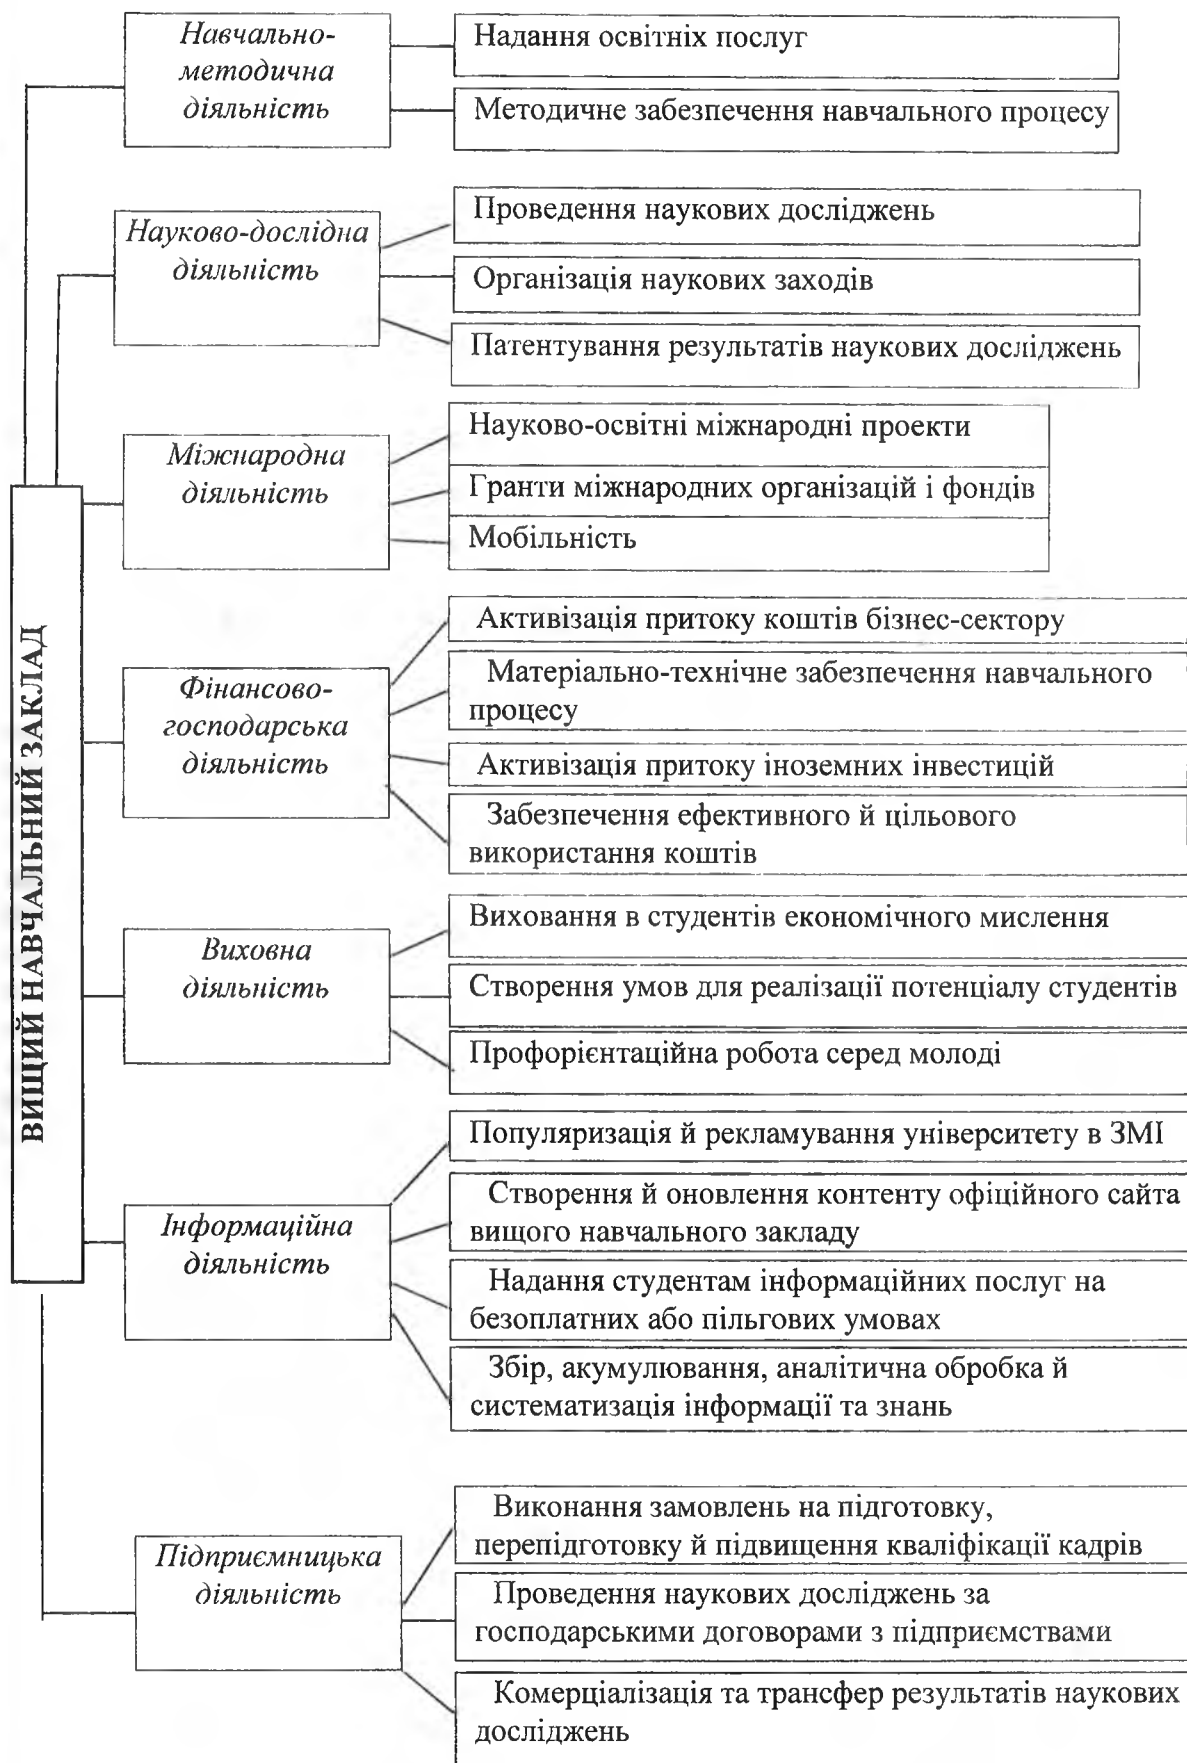 Навчально-
методична
діяльність
Надання освітніх послуг
Методичне забезпечення навчального процесу
Науково-дослідна
діяльність
Проведення наукових досліджень
Організація наукових заходів
Патентування результатів наукових досліджень
Міжнародна
діяльність
Науково-освітні міжнародні проекти
Гранти міжнародних організацій і фондів
Мобільність
ВИЩИЙ НАВЧАЛЬНИЙ ЗАКЛАД
Фінансово-
господарська
діяльність
Активізація притоку коштів бізнес-сектору
Матеріально-технічне забезпечення навчального
процесу
Активізація притоку іноземних інвестицій
Забезпечення ефективного й цільового
використання коштів
Виховна
діяльність
Виховання в студентів економічного мислення
Створення умов для реалізації потенціалу студентів
Профорієнтаційна робота серед молоді
Інформаційна
діяльність
Популяризація й рекламування університету в ЗМІ
Створення й оновлення контенту офіційного сайта
вищого навчального закладу
Надання студентам інформаційних послуг на
безоплатних або пільгових умовах
Збір, акумулювання, аналітична обробка й
систематизація інформації та знань
Підприємницька
діяльність
Виконання замовлень на підготовку,
перепідготовку й підвищення кваліфікації кадрів
Проведення наукових досліджень за
господарськими договорами з підприємствами
Комерціалізація та трансфер результатів наукових
досліджень